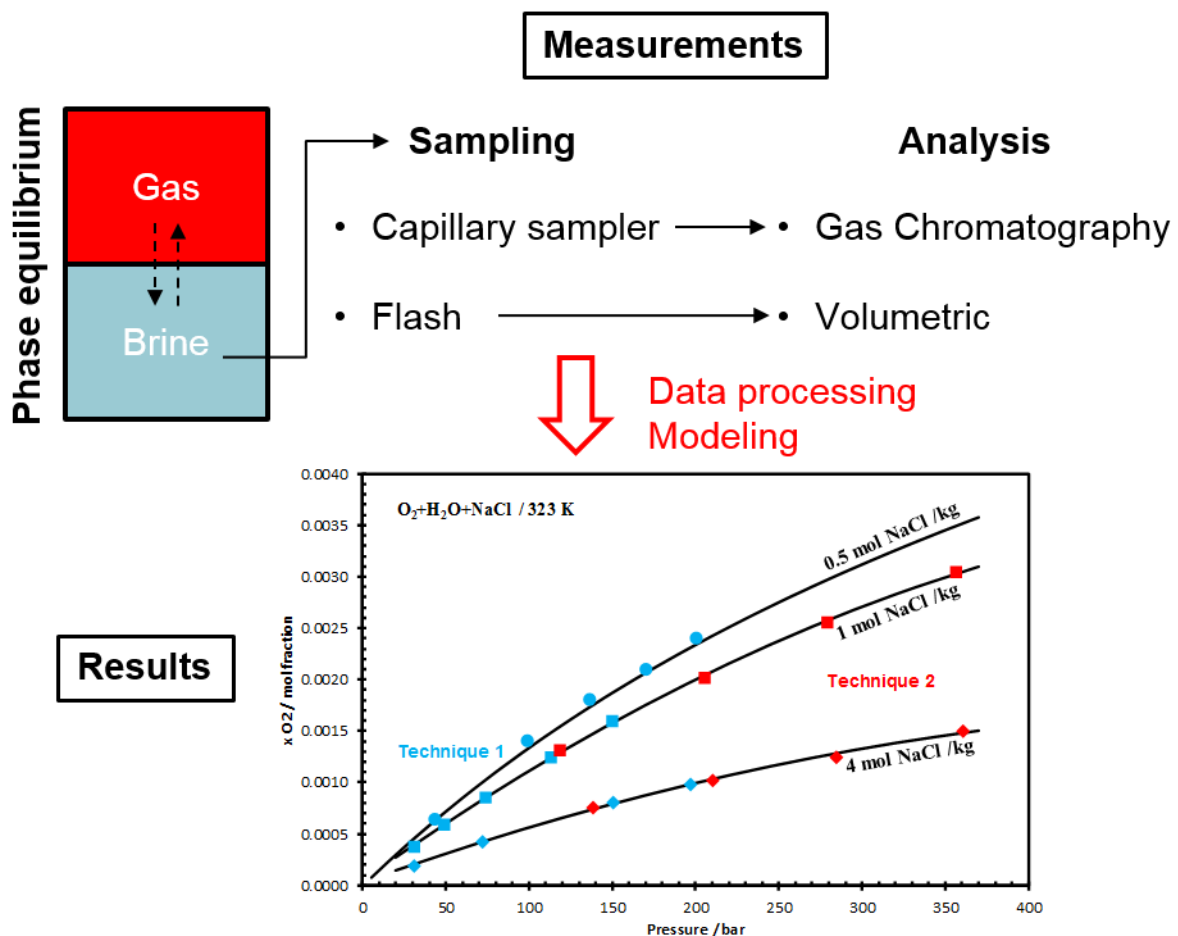 Measurements
Phase equilibrium
Gas
Brine
Sampling
Analysis
• Capillary sampler
• Gas Chromatography
• Flash
• Volumetric
Data processing
Modeling
Results
O₂+H₂O+NaCl / 323 K
0.5 mol NaCl /kg
1 mol NaCl /kg
4 mol NaCl /kg
Technique 1
Technique 2
x O2 / mol fraction
0.0040
0.0035
0.0030
0.0025
0.0020
0.0015
0.0010
0.0005
0.0000
0 50 100 150 200 250 300 350 400
Pressure / bar